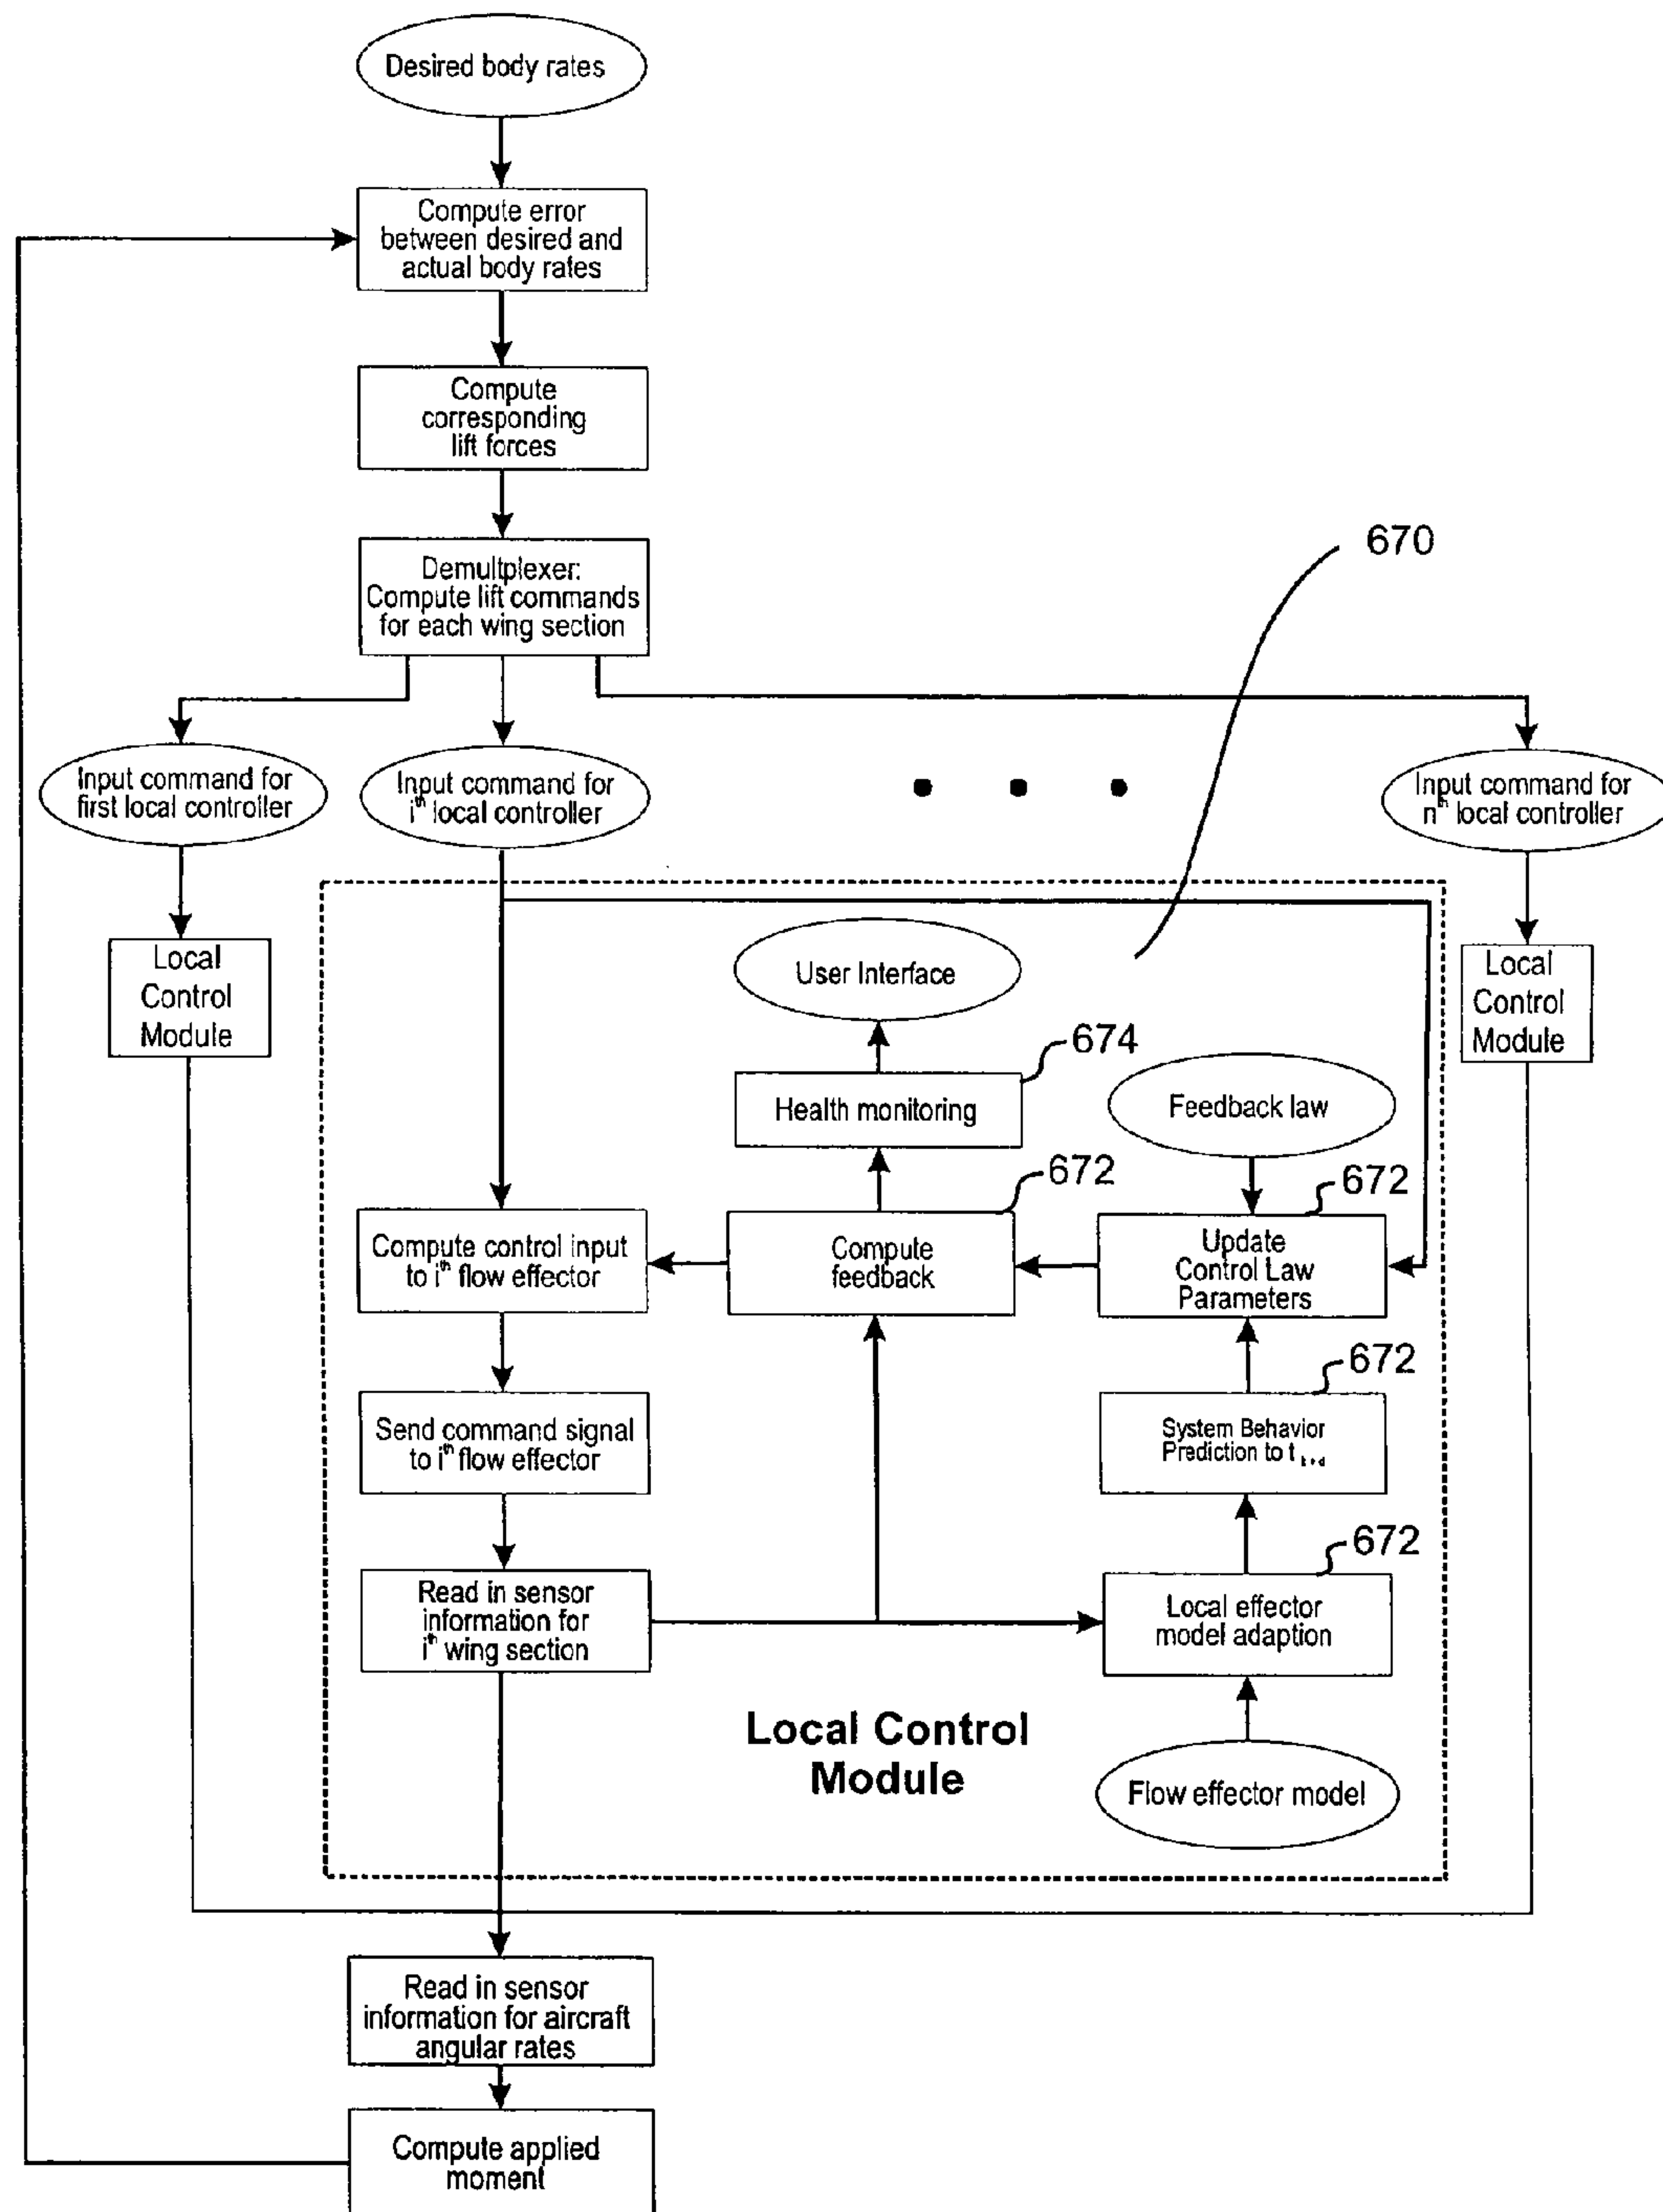 Desired body rates
Compute error
between desired and
actual body rates
Compute
corresponding
lift forces
Demultplexer:
Compute lift commands
for each wing section
670
Input command for
first local controller
Input command for
iᵗʰ local controller
Input command for
nᵗʰ local controller
Local
Control
Module
User Interface
Local
Control
Module
674
Health monitoring
Feedback law
672
672
Compute control input
to iᵗʰ flow effector
Compute
feedback
Update
Control Law
Parameters
672
Send command signal
to iᵗʰ flow effector
System Behavior
Prediction to t
672
Read in sensor
information for
iᵗʰ wing section
Local effector
model adaption
Local Control
Module
Flow effector model
Read in sensor
information for aircraft
angular rates
Compute applied
moment